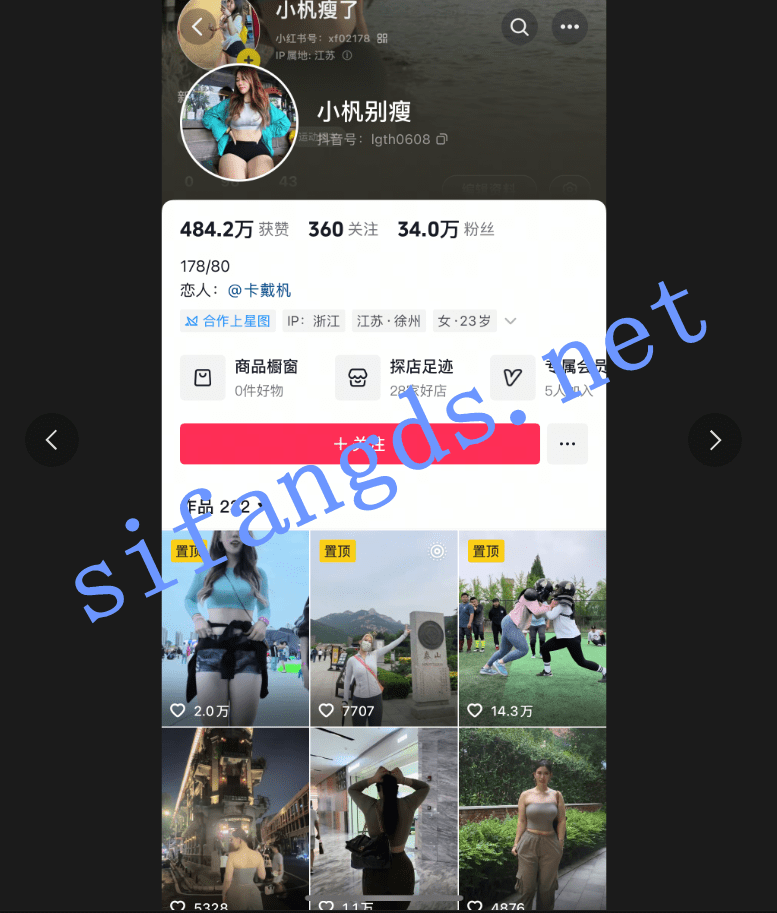 小枫瘦了
小红书号：xf02178
IP属地：江苏
小枫别瘦
抖音号：lgth0608
484.2万 获赞 360 关注 34.0万 粉丝
178/80
恋人：@卡戴枫
合作上星图 IP：浙江 江苏·徐州 女·23岁
商品橱窗 探店足迹 专属会员
0件好物 28家好店 5人加入
＋关注
作品 222
置顶 置顶 置顶
泰山
2.0万 7707 14.3万
5328 1.1万 4876
sifangds.net